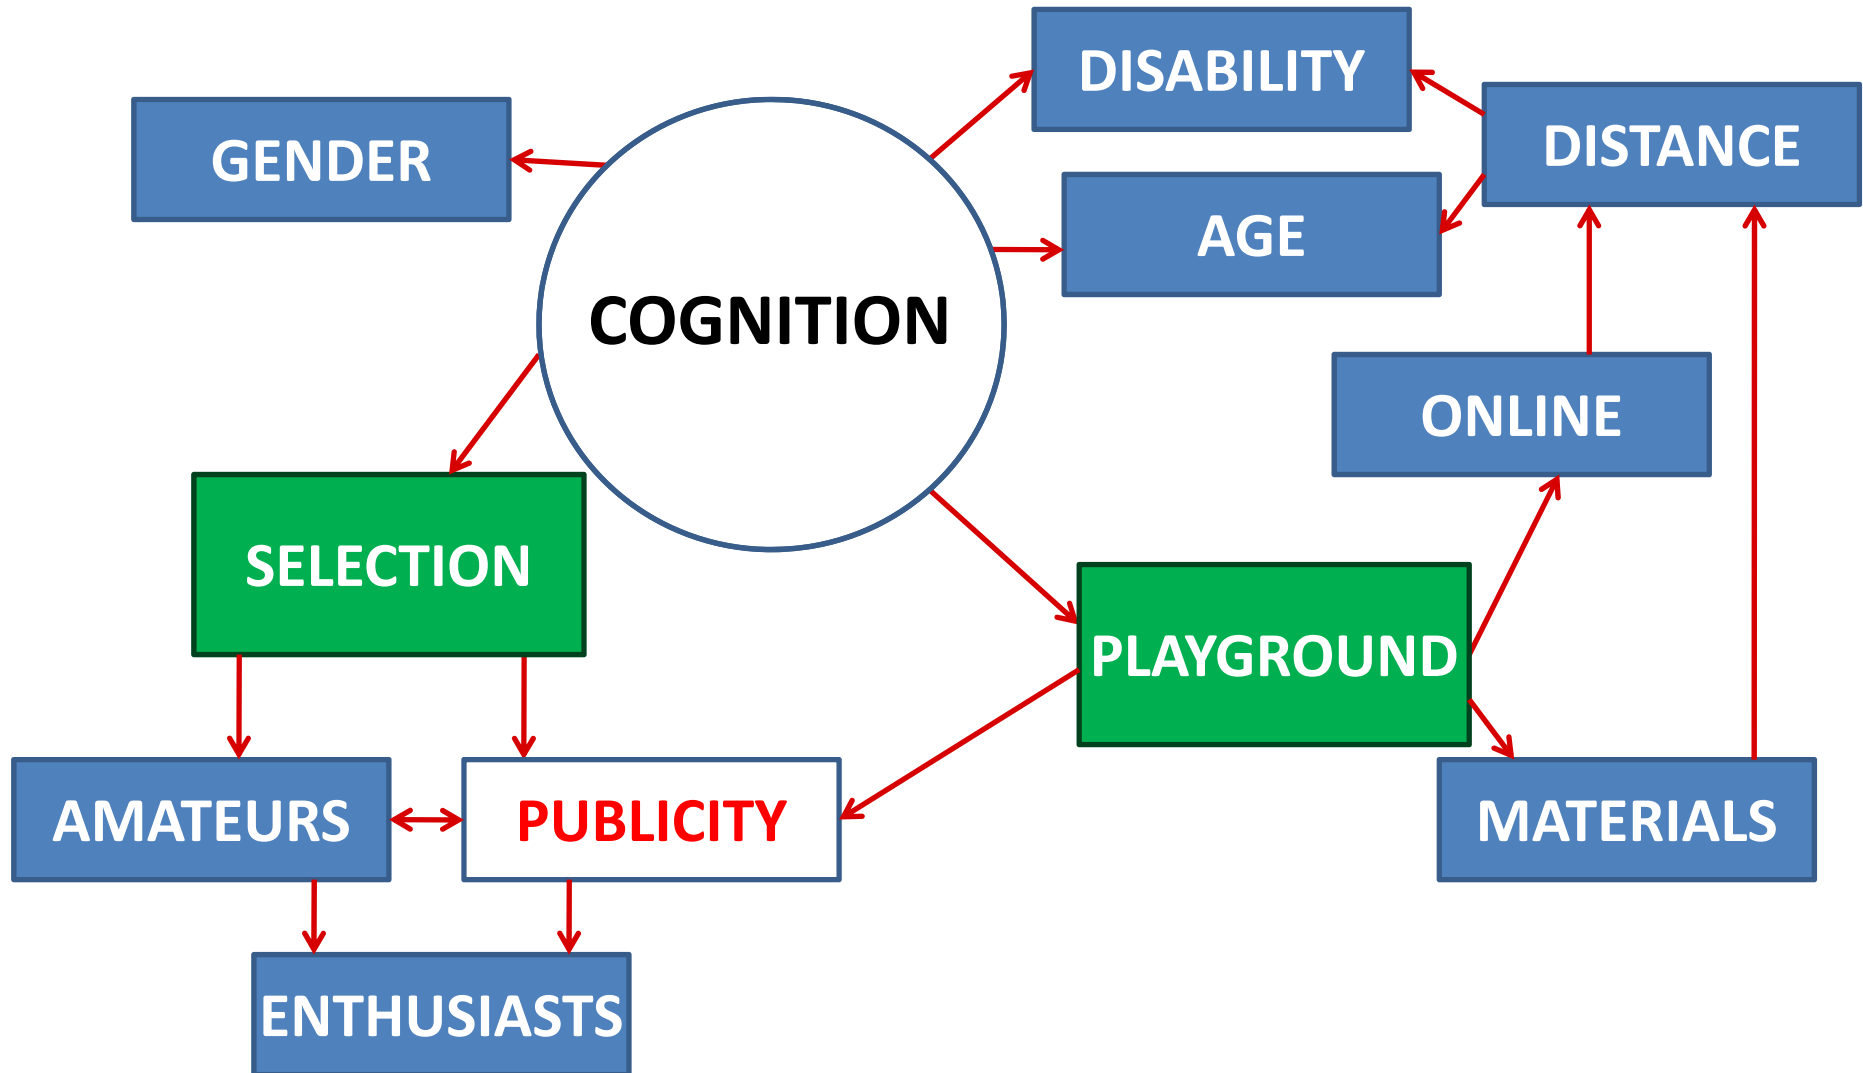 DISABILITY
DISTANCE
GENDER
AGE
COGNITION
ONLINE
SELECTION
PLAYGROUND
AMATEURS
PUBLICITY
MATERIALS
ENTHUSIASTS